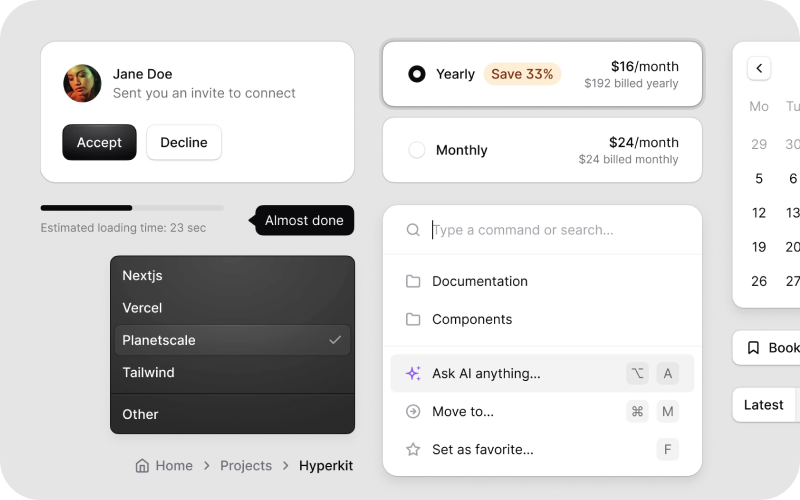 Jane Doe
Sent you an invite to connect
Accept
Decline
Estimated loading time: 23 sec
Almost done
Nextjs
Vercel
Planetscale
Tailwind
Other
Home
Projects
Hyperkit
Yearly
Save 33%
$16/month
$192 billed yearly
Monthly
$24/month
$24 billed monthly
Type a command or search...
Documentation
Components
Ask AI anything...
⌥ A
Move to...
⌘ M
Set as favorite...
F
Mo Tu
29 30
5 6
12 13
19 20
26 27
Book
Latest